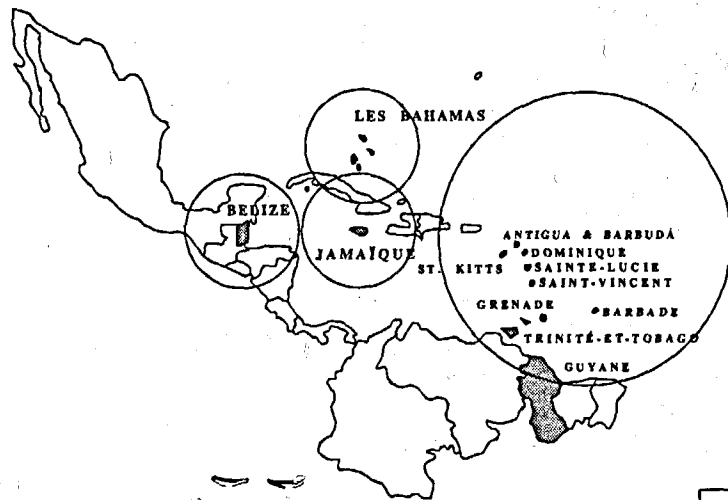 LES BAHAMAS
BELIZE
JAMAÏQUE
ANTIGUA & BARBUDA
DOMINIQUE
ST. KITTS
SAINTE-LUCIE
SAINT-VINCENT
GRENADE
BARBADE
TRINITÉ-ET-TOBAGO
GUYANE